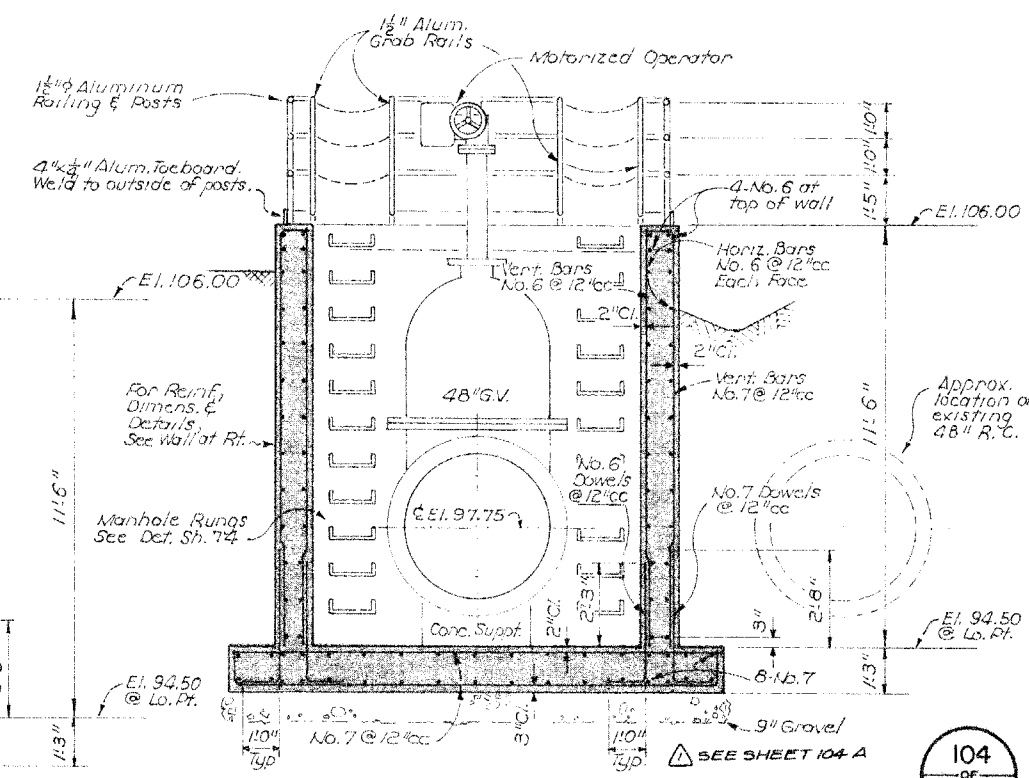 1½" Alum.
Grab Rails
Motorized Operator
1½"φ Aluminum
Railing & Posts
4"x¼" Alum. Toeboard.
Weld to outside of posts.
1'-0"
1'-0"
1'-5"
4-No. 6 at
top of wall
El. 106.00
Horiz. Bars
No. 6 @ 12"cc
Each Face
Vert. Bars
No. 6 @ 12"cc
El. 106.00
2"Cl.
2"Cl.
Vert. Bars
No. 7 @ 12"cc
For Reinf.,
Dimens. &
Details,
See Wall at Rt.
48" G.V.
Approx.
location o
existing
48" R.C.
11'-6"
11'-6"
No. 6
Dowels
@ 12"cc
No. 7 Dowels
@ 12"cc
℄ El. 97.75
Manhole Rungs
See Det. Sh. 74
2'-3"
2'-8"
3"
2"Cl.
Conc. Suppt.
El. 94.50
@ Lo. Pt.
El. 94.50
@ Lo. Pt.
8-No. 7
1'-3"
1'-3"
3"Cl.
9" Gravel
No. 7 @ 12"cc
1'-0"
Typ.
1'-0"
Typ.
1 SEE SHEET 104 A
104
OF